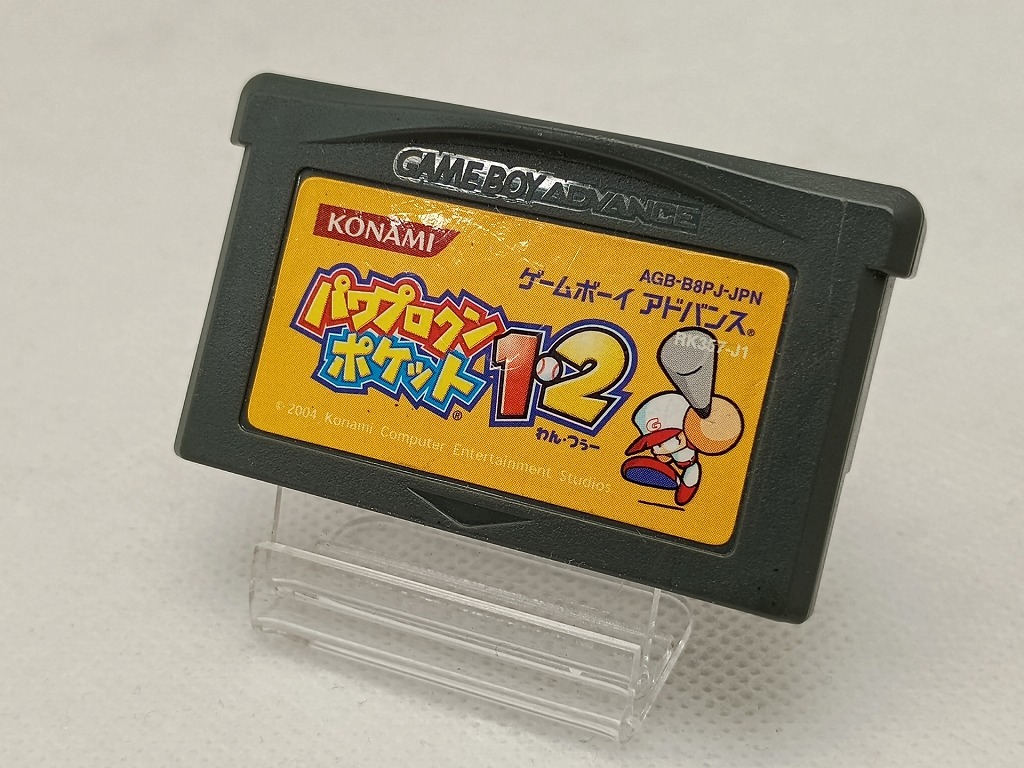 GAME BOY ADVANCE
KONAMI
AGB-B8PJ-JPN
ゲームボーイ アドバンス®
RK357-J1
パワプロクン
ポケット® 1・2
わん・つぅー
© 2004 Konami Computer Entertainment Studios
G